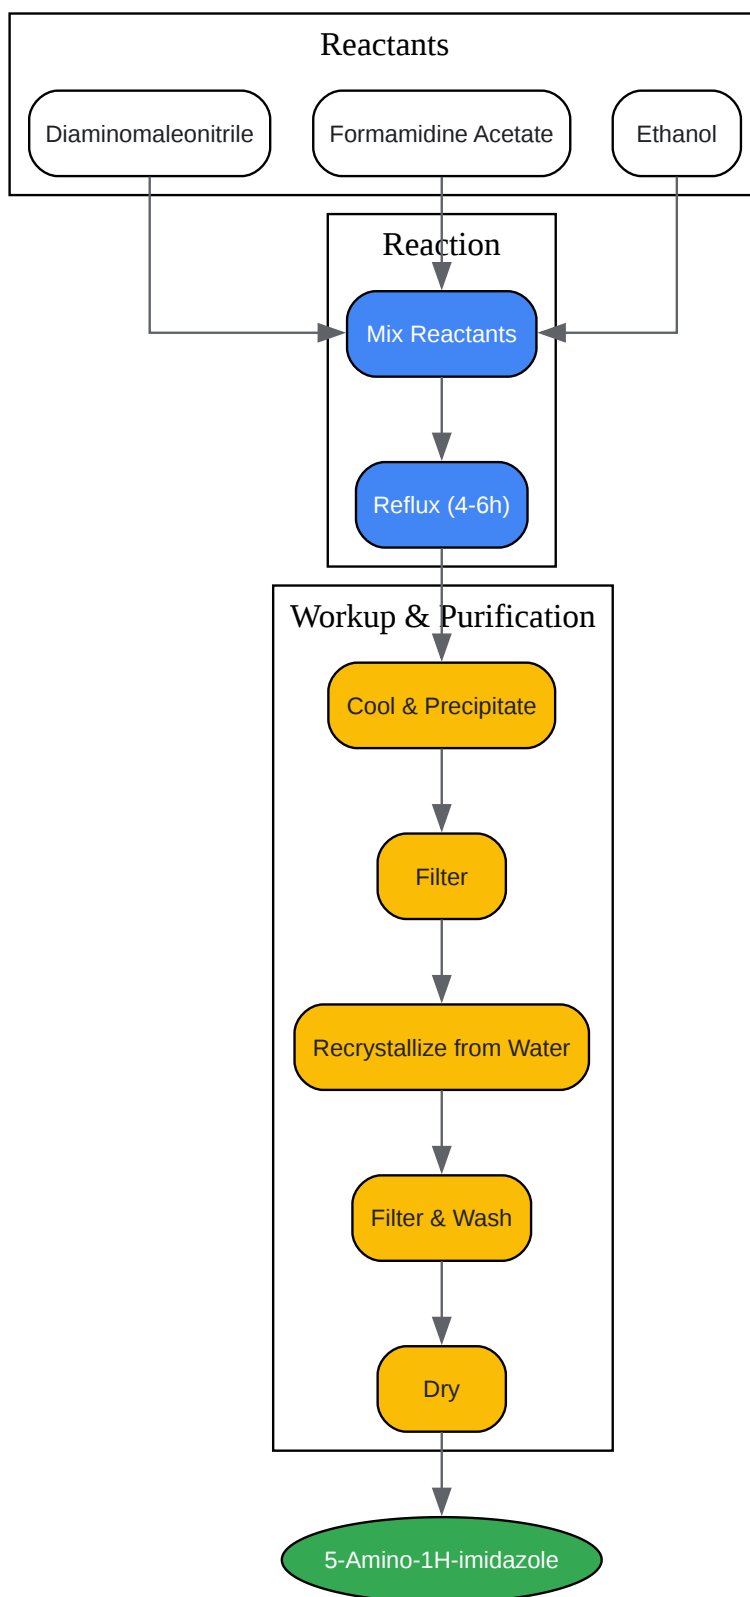 Reactants
Diaminomaleonitrile
Formamidine Acetate
Ethanol
Reaction
Mix Reactants
Reflux (4-6h)
Workup & Purification
Cool & Precipitate
Filter
Recrystallize from Water
Filter & Wash
Dry
5-Amino-1H-imidazole